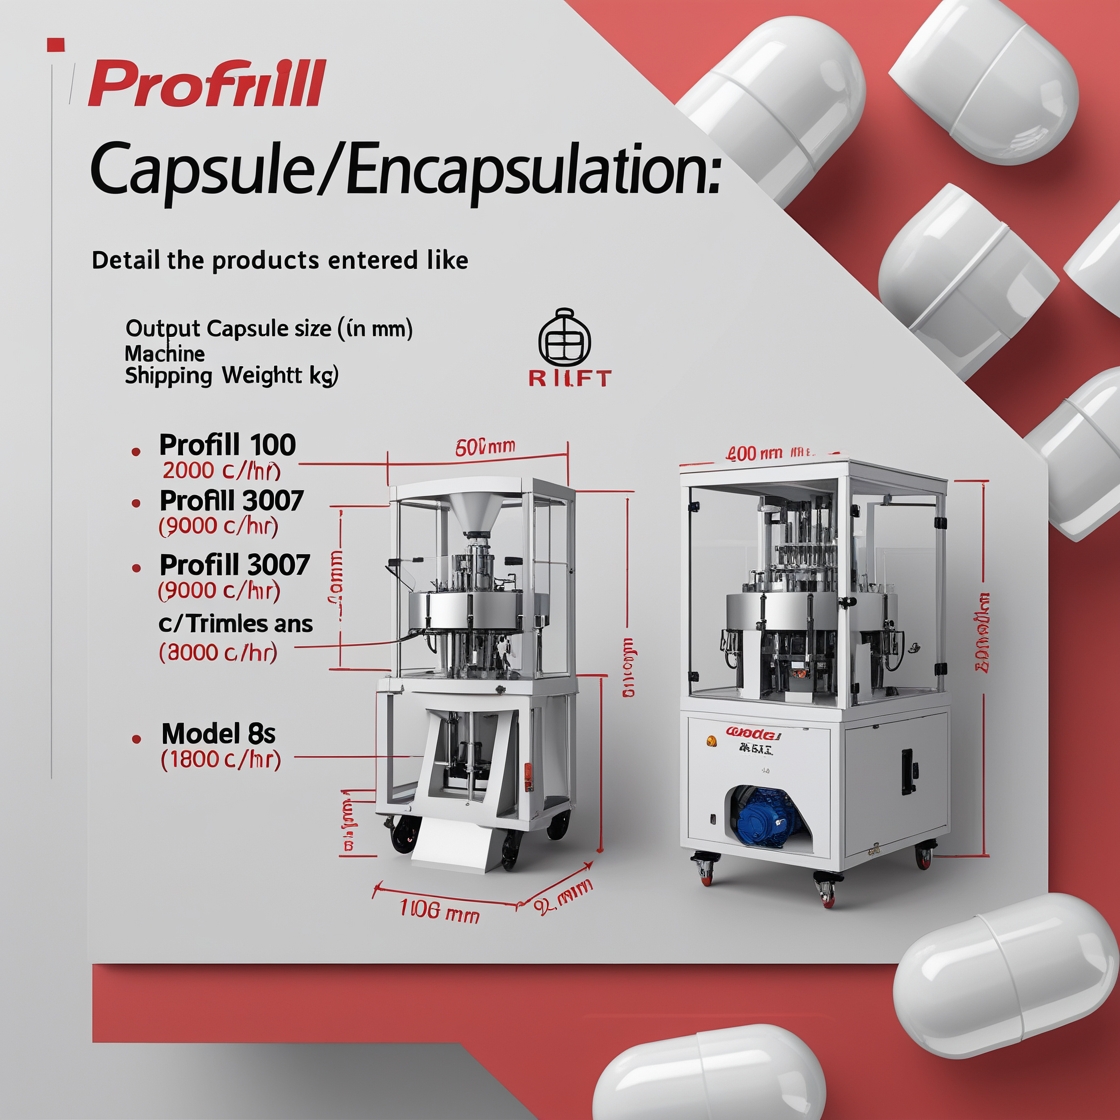 Profrill
Capsule/Encapsulation:
Detail the products entered like
Output Capsule size (in mm)
Machine
Shipping Weightt kg)
RILFT
Profill 100
2000 c/hr)
Profill 3007
(9000 c/hr)
Profill 3007
(9000 c/hr)
c/Trimles ans
(3000 c/hr)
Model 8s
(1800 c/hr)
mm
400
1106 mm